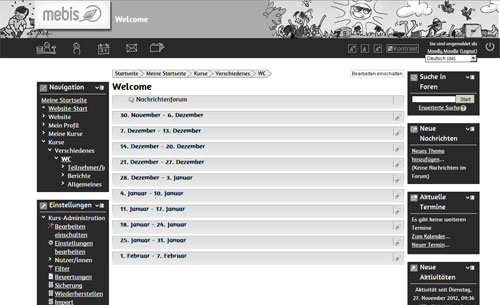 mebis
Welcome
Kontrast
Sie sind angemeldet als
Moodly Moodle (Logout)
Deutsch (de)
Startseite Meine Startseite Kurse Verschiedenes WC
Bearbeiten einschalten
Navigation
Meine Startseite
Website-Start
Website
Mein Profil
Meine Kurse
Kurse
Verschiedenes
WC
Teilnehmer/i
Berichte
Allgemeines
Einstellungen
Kurs-Administration
Bearbeiten
einschalten
Einstellungen
bearbeiten
Nutzer/innen
Filter
Bewertungen
Sicherung
Wiederherstellen
Import
Welcome
Nachrichtenforum
30. November - 6. Dezember
7. Dezember - 13. Dezember
14. Dezember - 20. Dezember
21. Dezember - 27. Dezember
28. Dezember - 3. Januar
4. Januar - 10. Januar
11. Januar - 17. Januar
18. Januar - 24. Januar
25. Januar - 31. Januar
1. Februar - 7. Februar
Suche in
Foren
Start
Erweiterte Suche
Neue
Nachrichten
Neues Thema
hinzufügen...
(Keine Nachrichten im
Forum)
Aktuelle
Termine
Es gibt keine weiteren
Termine
Zum Kalender...
Neuer Termin...
Neue
Aktivitäten
Aktivität seit Dienstag,
27. November 2012, 09:36